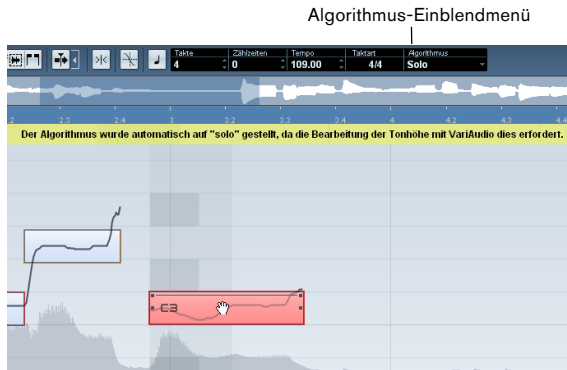 Algorithmus-Einblendmenü
Takte Zählzeiten Tempo Taktart Algorithmus
4 0 109.00 4/4 Solo
2 2.3 2.4 3 3.2 3.3 3.4 4 4.2 4.3 4.4
Der Algorithmus wurde automatisch auf "solo" gestellt, da die Bearbeitung der Tonhöhe mit VariAudio dies erfordert.
C3